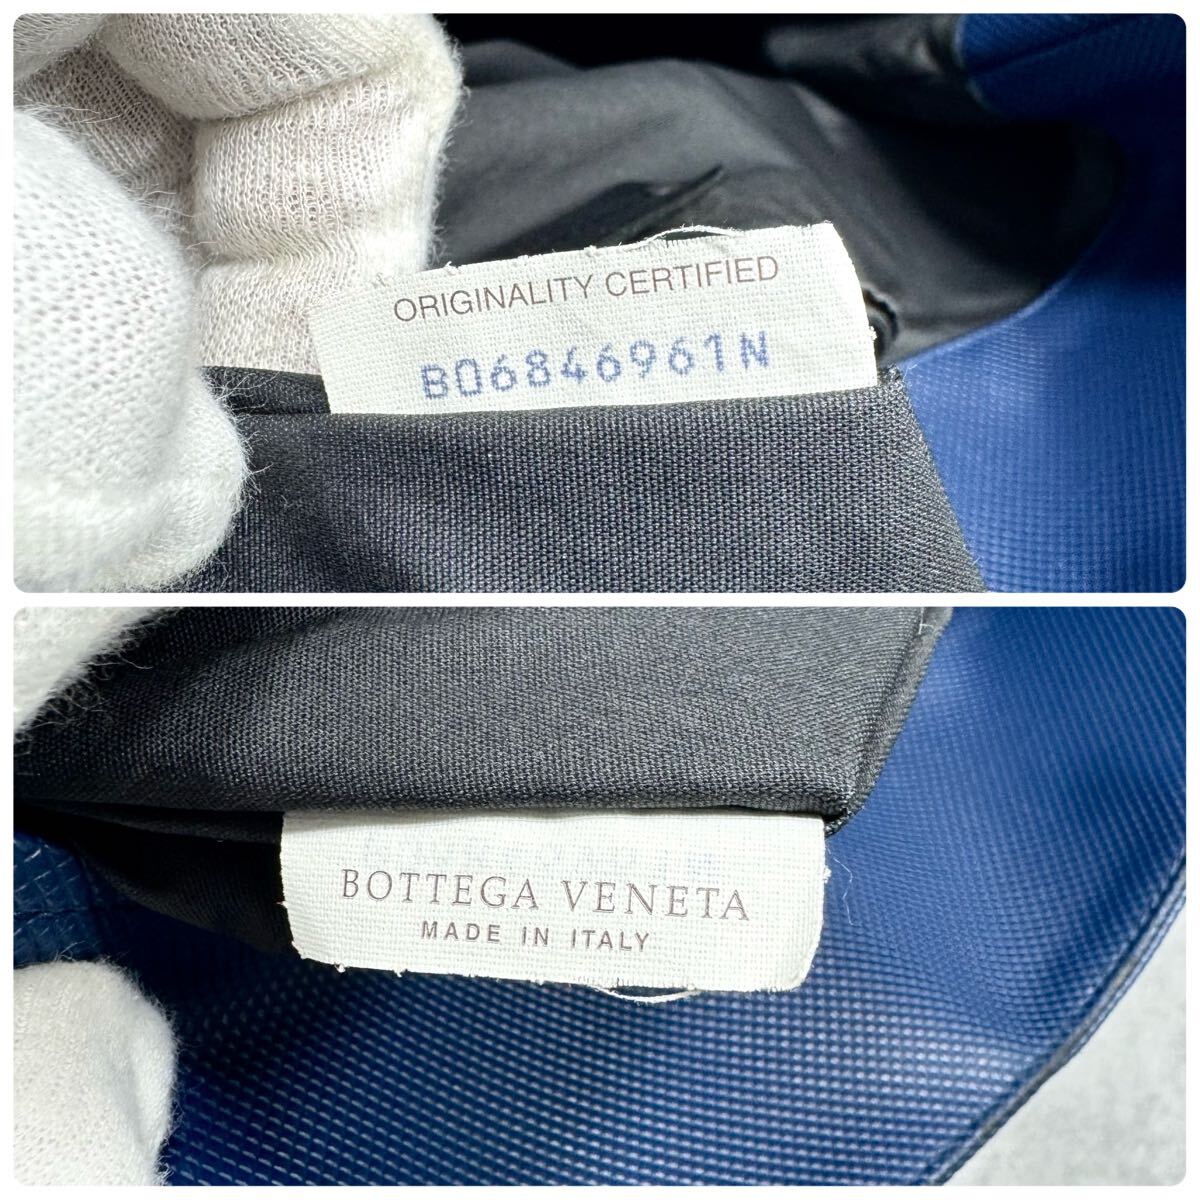 ORIGINALITY CERTIFIED
B06846961N
BOTTEGA VENETA
MADE IN ITALY